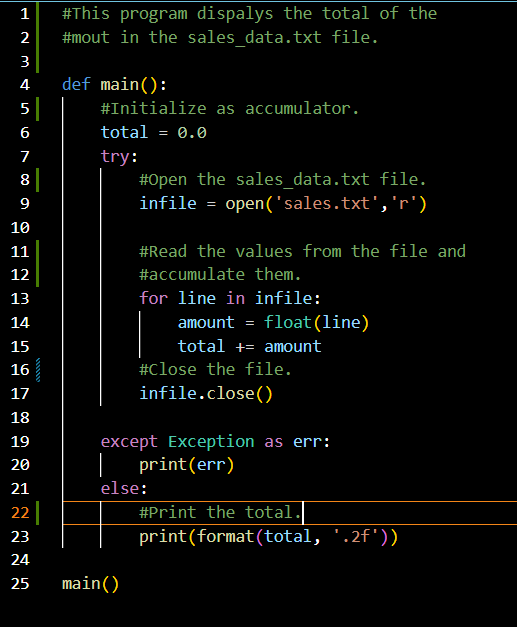 1 #This program dispalys the total of the
2 #mout in the sales_data.txt file.
3
4 def main():
5     #Initialize as accumulator.
6     total = 0.0
7     try:
8         #Open the sales_data.txt file.
9         infile = open('sales.txt','r')
10
11         #Read the values from the file and
12         #accumulate them.
13         for line in infile:
14             amount = float(line)
15             total += amount
16         #Close the file.
17         infile.close()
18
19     except Exception as err:
20         print(err)
21     else:
22         #Print the total.
23         print(format(total, '.2f'))
24
25 main()